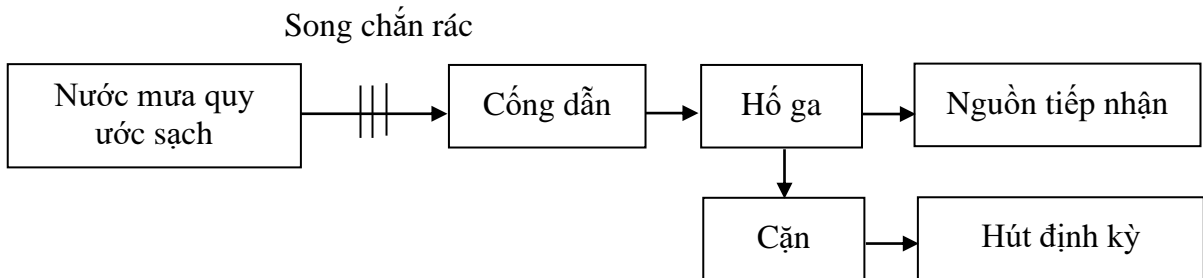 Song chắn rác
Nước mưa quy
ước sạch
Cống dẫn
Hố ga
Nguồn tiếp nhận
Cặn
Hút định kỳ